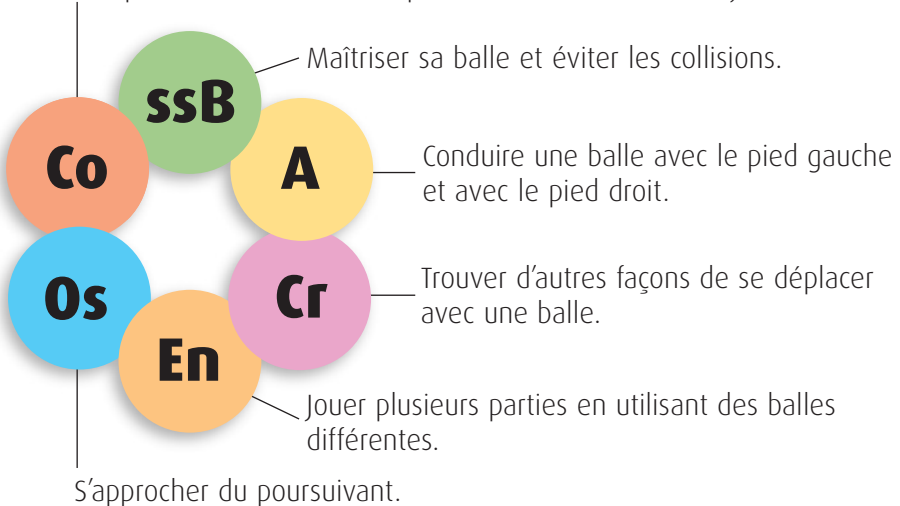 Maîtriser sa balle et éviter les collisions.
ssB
Co
A
Conduire une balle avec le pied gauche
et avec le pied droit.
Os
Cr
Trouver d'autres façons de se déplacer
avec une balle.
En
Jouer plusieurs parties en utilisant des balles
différentes.
S'approcher du poursuivant.